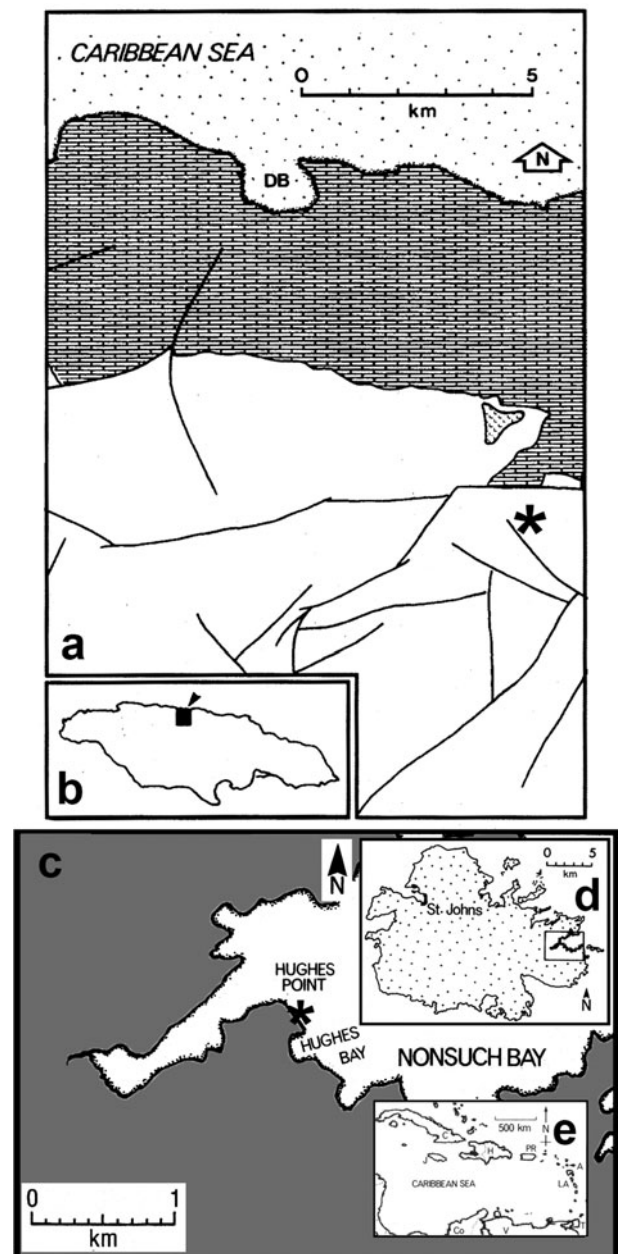 CARIBBEAN SEA
0 5
km
N
DB
a
b
c
N
0 5
km
d
St. Johns
N
HUGHES
POINT
*
HUGHES
BAY
NONSUCH BAY
500 km
N
e
C
J
H
PR
A
CARIBBEAN SEA
LA
Co
V
T
0 1
km